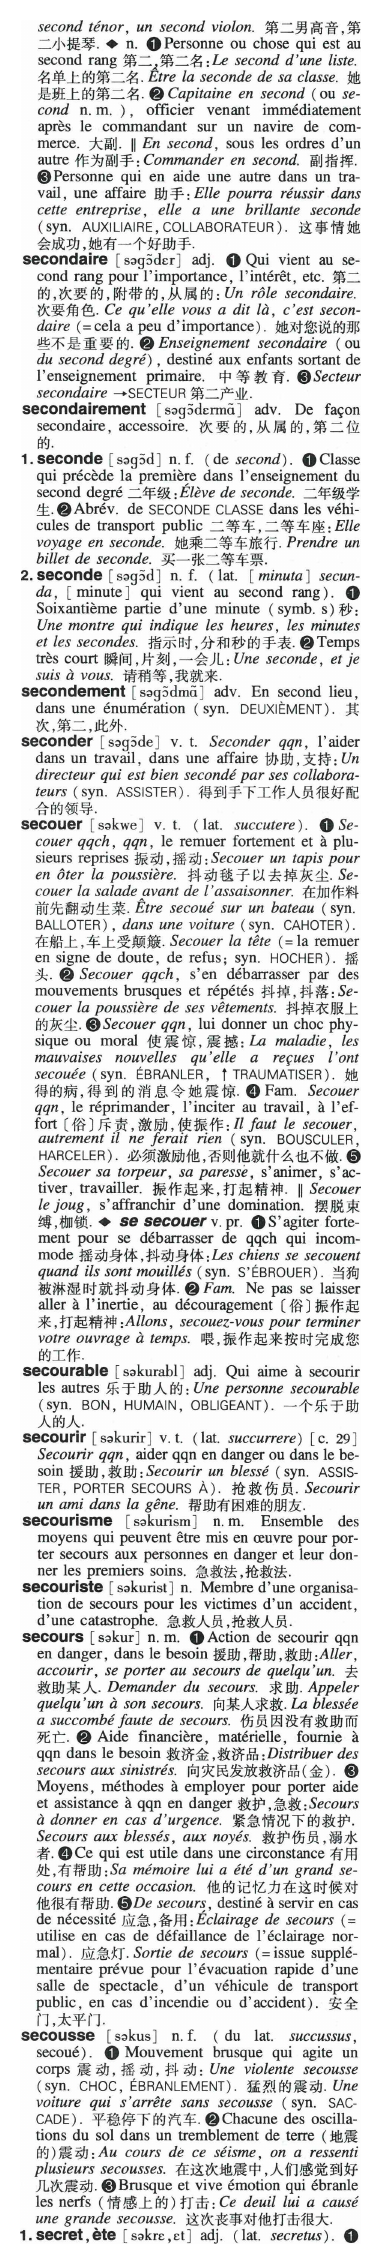 second ténor, un second violon. 第二男高音,第
二小提琴. ◆ n. ❶ Personne ou chose qui est au
second rang 第二,第二名:Le second d'une liste.
名单上的第二名. Être la seconde de sa classe. 她
是班上的第二名. ❷ Capitaine en second (ou se-
cond n. m. ), officier venant immédiatement
après le commandant sur un navire de com-
merce. 大副. ‖ En second, sous les ordres d'un
autre 作为副手:Commander en second. 副指挥.
❸ Personne qui en aide une autre dans un tra-
vail, une affaire 助手:Elle pourra réussir dans
cette entreprise, elle a une brillante seconde
(syn. AUXILIAIRE, COLLABORATEUR). 这事情她
会成功,她有一个好助手.
secondaire [səgɔ̃dɛr] adj. ❶ Qui vient au se-
cond rang pour l'importance, l'intérêt, etc. 第二
的,次要的,附带的,从属的:Un rôle secondaire.
次要角色. Ce qu'elle vous a dit là, c'est secon-
daire (=cela a peu d'importance). 她对您说的那
些不是重要的. ❷ Enseignement secondaire (ou
du second degré), destiné aux enfants sortant de
l'enseignement primaire. 中等教育. ❸ Secteur
secondaire →SECTEUR 第二产业.
secondairement [səgɔ̃dɛrmɑ̃] adv. De façon
secondaire, accessoire. 次要的,从属的,第二位
的.
1. seconde [səgɔ̃d] n. f. (de second). ❶ Classe
qui précède la première dans l'enseignement du
second degré 二年级:Élève de seconde. 二年级学
生. ❷ Abrév. de SECONDE CLASSE dans les véhi-
cules de transport public 二等车,二等车座:Elle
voyage en seconde. 她乘二等车旅行. Prendre un
billet de seconde. 买一张二等车票.
2. seconde [səgɔ̃d] n. f. (lat. [minuta] secun-
da, [minute] qui vient au second rang). ❶
Soixantième partie d'une minute (symb. s) 秒:
Une montre qui indique les heures, les minutes
et les secondes. 指示时,分和秒的手表. ❷ Temps
très court 瞬间,片刻,一会儿:Une seconde, et je
suis à vous. 请稍等,我就来.
secondement [səgɔ̃dmɑ̃] adv. En second lieu,
dans une énumération (syn. DEUXIÈMENT). 其
次,第二,此外.
seconder [səgɔ̃de] v. t. Seconder qqn, l'aider
dans un travail, dans une affaire 协助,支持:Un
directeur qui est bien secondé par ses collabora-
teurs (syn. ASSISTER). 得到手下工作人员很好配
合的领导.
secouer [səkwe] v. t. (lat. succutere). ❶ Se-
couer qqch, qqn, le remuer fortement et à plu-
sieurs reprises 振动,摇动:Secouer un tapis pour
en ôter la poussière. 抖动毯子以去掉灰尘. Se-
couer la salade avant de l'assaisonner. 在加作料
前先翻动生菜. Être secoué sur un bateau (syn.
BALLOTER), dans une voiture (syn. CAHOTER).
在船上,车上受颠簸. Secouer la tête (=la remuer
en signe de doute, de refus; syn. HOCHER). 摇
头. ❷ Secouer qqch, s'en débarrasser par des
mouvements brusques et répétés 抖掉,抖落:Se-
couer la poussière de ses vêtements. 抖掉衣服上
的灰尘. ❸ Secouer qqn, lui donner un choc phy-
sique ou moral 使震惊,震撼:La maladie, les
mauvaises nouvelles qu'elle a reçues l'ont
secouée (syn. ÉBRANLER, ↑ TRAUMATISER). 她
得的病,得到的消息令她震惊. ❹ Fam. Secouer
qqn, le réprimander, l'inciter au travail, à l'ef-
fort [俗]斥责,激励,使振作:Il faut le secouer,
autrement il ne ferait rien (syn. BOUSCULER,
HARCELER). 必须激励他,否则他就什么也不做. ❺
Secouer sa torpeur, sa paresse, s'animer, s'ac-
tiver, travailler. 振作起来,打起精神. ‖ Secouer
le joug, s'affranchir d'une domination. 摆脱束
缚,枷锁. ◆ se secouer v. pr. ❶ S'agiter forte-
ment pour se débarrasser de qqch qui incom-
mode 摇动身体,抖动身体:Les chiens se secouent
quand ils sont mouillés (syn. S'ÉBROUER). 当狗
被淋湿时就抖动身体. ❷ Fam. Ne pas se laisser
aller à l'inertie, au découragement [俗]振作起
来,打起精神:Allons, secouez-vous pour terminer
votre ouvrage à temps. 喂,振作起来按时完成您
的工作.
secourable [səkurabl] adj. Qui aime à secourir
les autres 乐于助人的:Une personne secourable
(syn. BON, HUMAIN, OBLIGEANT). 一个乐于助
人的人.
secourir [səkurir] v. t. (lat. succurrere) [c. 29]
Secourir qqn, aider qqn en danger ou dans le be-
soin 援助,救助:Secourir un blessé (syn. ASSIS-
TER, PORTER SECOURS À). 抢救伤员. Secourir
un ami dans la gêne. 帮助有困难的朋友.
secourisme [səkurism] n. m. Ensemble des
moyens qui peuvent être mis en œuvre pour por-
ter secours aux personnes en danger et leur don-
ner les premiers soins. 急救法,抢救法.
secouriste [səkurist] n. Membre d'une organisa-
tion de secours pour les victimes d'un accident,
d'une catastrophe. 急救人员,抢救人员.
secours [səkur] n. m. ❶ Action de secourir qqn
en danger, dans le besoin 援助,帮助,救助:Aller,
accourir, se porter au secours de quelqu'un. 去
救助某人. Demander du secours. 求助. Appeler
quelqu'un à son secours. 向某人求救. La blessée
a succombé faute de secours. 伤员因没有救助而
死亡. ❷ Aide financière, matérielle, fournie à
qqn dans le besoin 救济金,救济品:Distribuer des
secours aux sinistrés. 向灾民发放救济品(金). ❸
Moyens, méthodes à employer pour porter aide
et assistance à qqn en danger 救护,急救:Secours
à donner en cas d'urgence. 紧急情况下的救护.
Secours aux blessés, aux noyés. 救护伤员,溺水
者. ❹ Ce qui est utile dans une circonstance 有用
处,有帮助:Sa mémoire lui a été d'un grand se-
cours en cette occasion. 他的记忆力在这时候对
他很有帮助. ❺ De secours, destiné à servir en cas
de nécessité 应急,备用:Éclairage de secours (=
utilise en cas de défaillance de l'éclairage nor-
mal). 应急灯. Sortie de secours (=issue supplé-
mentaire prévue pour l'évacuation rapide d'une
salle de spectacle, d'un véhicule de transport
public, en cas d'incendie ou d'accident). 安全
门,太平门.
secousse [səkus] n. f. (du lat. succussus,
secoué). ❶ Mouvement brusque qui agite un
corps 震动,摇动,抖动:Une violente secousse
(syn. CHOC, ÉBRANLEMENT). 猛烈的震动. Une
voiture qui s'arrête sans secousse (syn. SAC-
CADE). 平稳停下的汽车. ❷ Chacune des oscilla-
tions du sol dans un tremblement de terre (地震
的)震动:Au cours de ce séisme, on a ressenti
plusieurs secousses. 在这次地震中,人们感觉到好
几次震动. ❸ Brusque et vive émotion qui ébranle
les nerfs (情感上的)打击:Ce deuil lui a causé
une grande secousse. 这次丧事对他打击很大.
1. secret, ète [səkrɛ,ɛt] adj. (lat. secretus). ❶